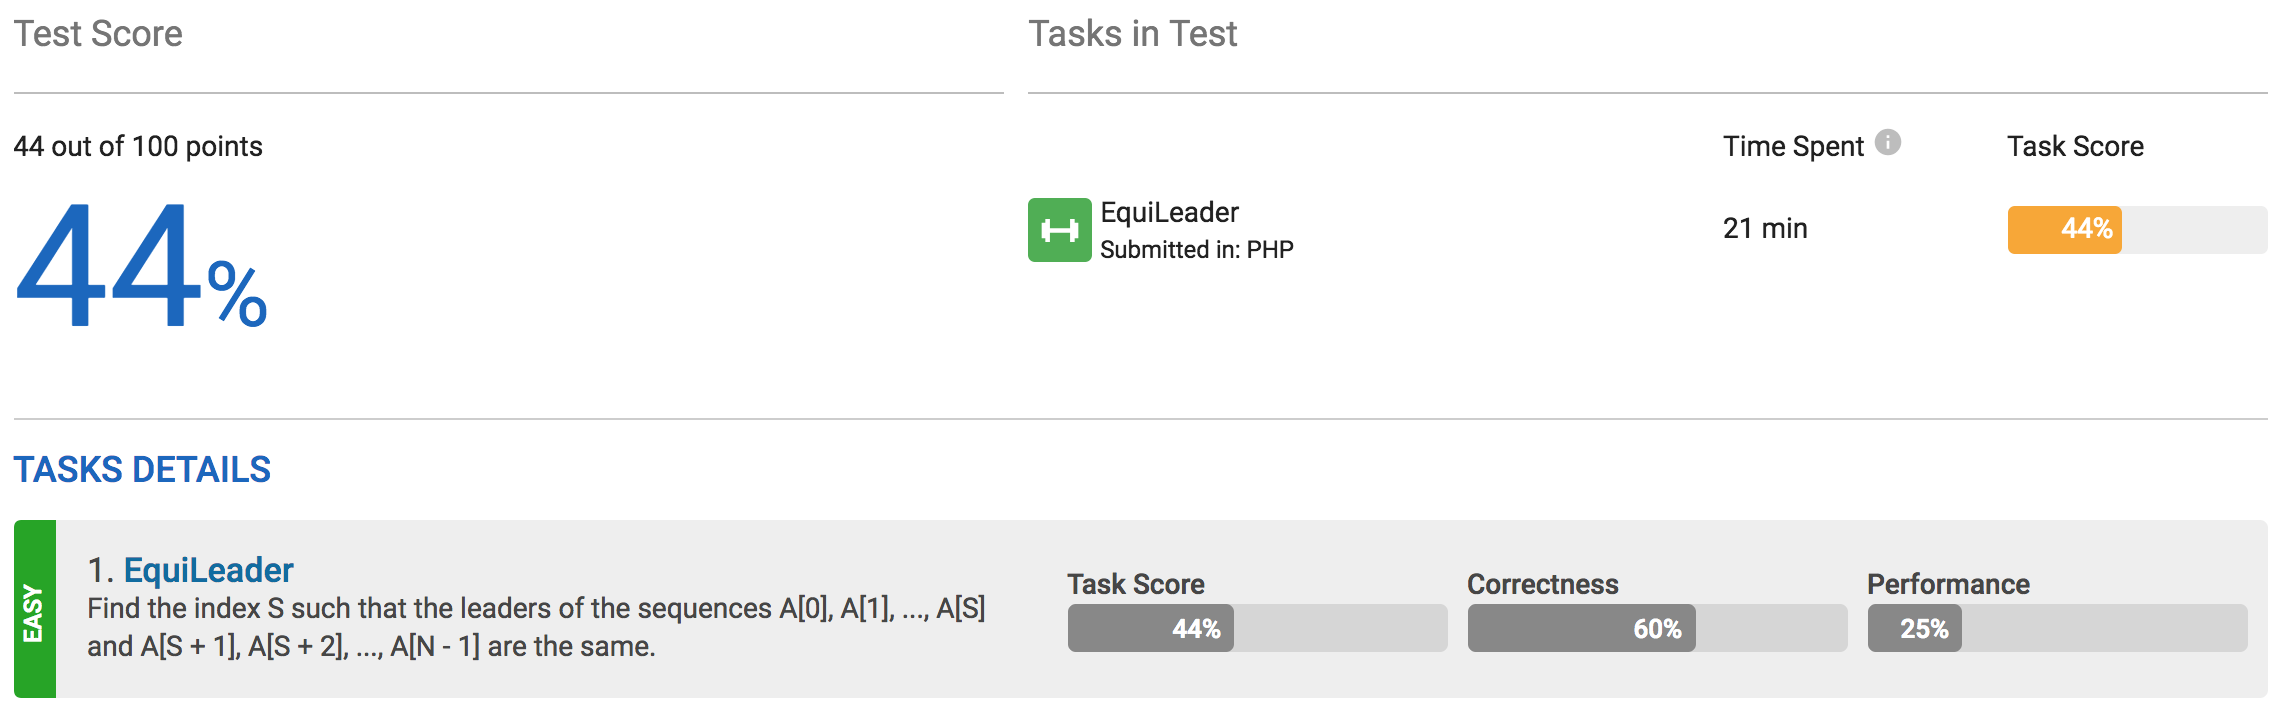 Test Score
Tasks in Test
44 out of 100 points
Time Spent
Task Score
44%
EquiLeader
Submitted in: PHP
21 min
44%
TASKS DETAILS
EASY
1. EquiLeader
Find the index S such that the leaders of the sequences A[0], A[1], ..., A[S]
and A[S + 1], A[S + 2], ..., A[N - 1] are the same.
Task Score
44%
Correctness
60%
Performance
25%